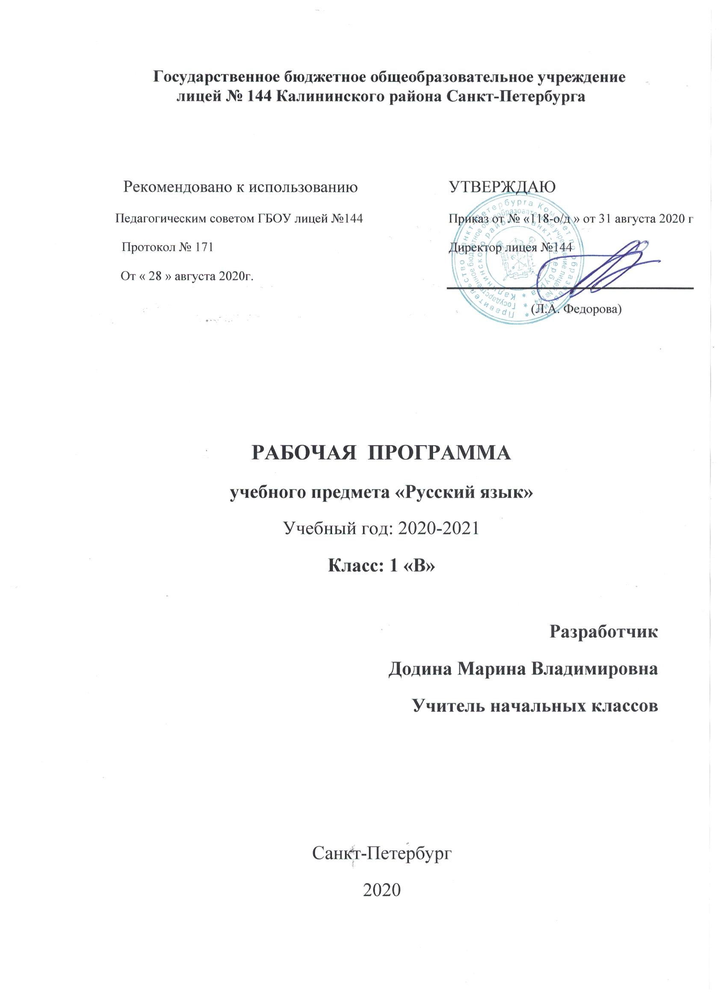 Государственное бюджетное общеобразовательное учреждение
лицей № 144 Калининского района Санкт-Петербурга
Рекомендовано к использованию
Педагогическим советом ГБОУ лицей №144
Протокол № 171
От « 28 » августа 2020г.
УТВЕРЖДАЮ
Приказ от № «118-о/д » от 31 августа 2020 г
Директор лицея №144
(Л.А. Федорова)
Правительство Санкт-Петербурга Комитет по образованию *
Государственное бюджетное общеобразовательное учреждение лицей №144 *
Калининского района Санкт-Петербурга *
РАБОЧАЯ ПРОГРАММА
учебного предмета «Русский язык»
Учебный год: 2020-2021
Класс: 1 «В»
Разработчик
Додина Марина Владимировна
Учитель начальных классов
Санкт-Петербург
2020